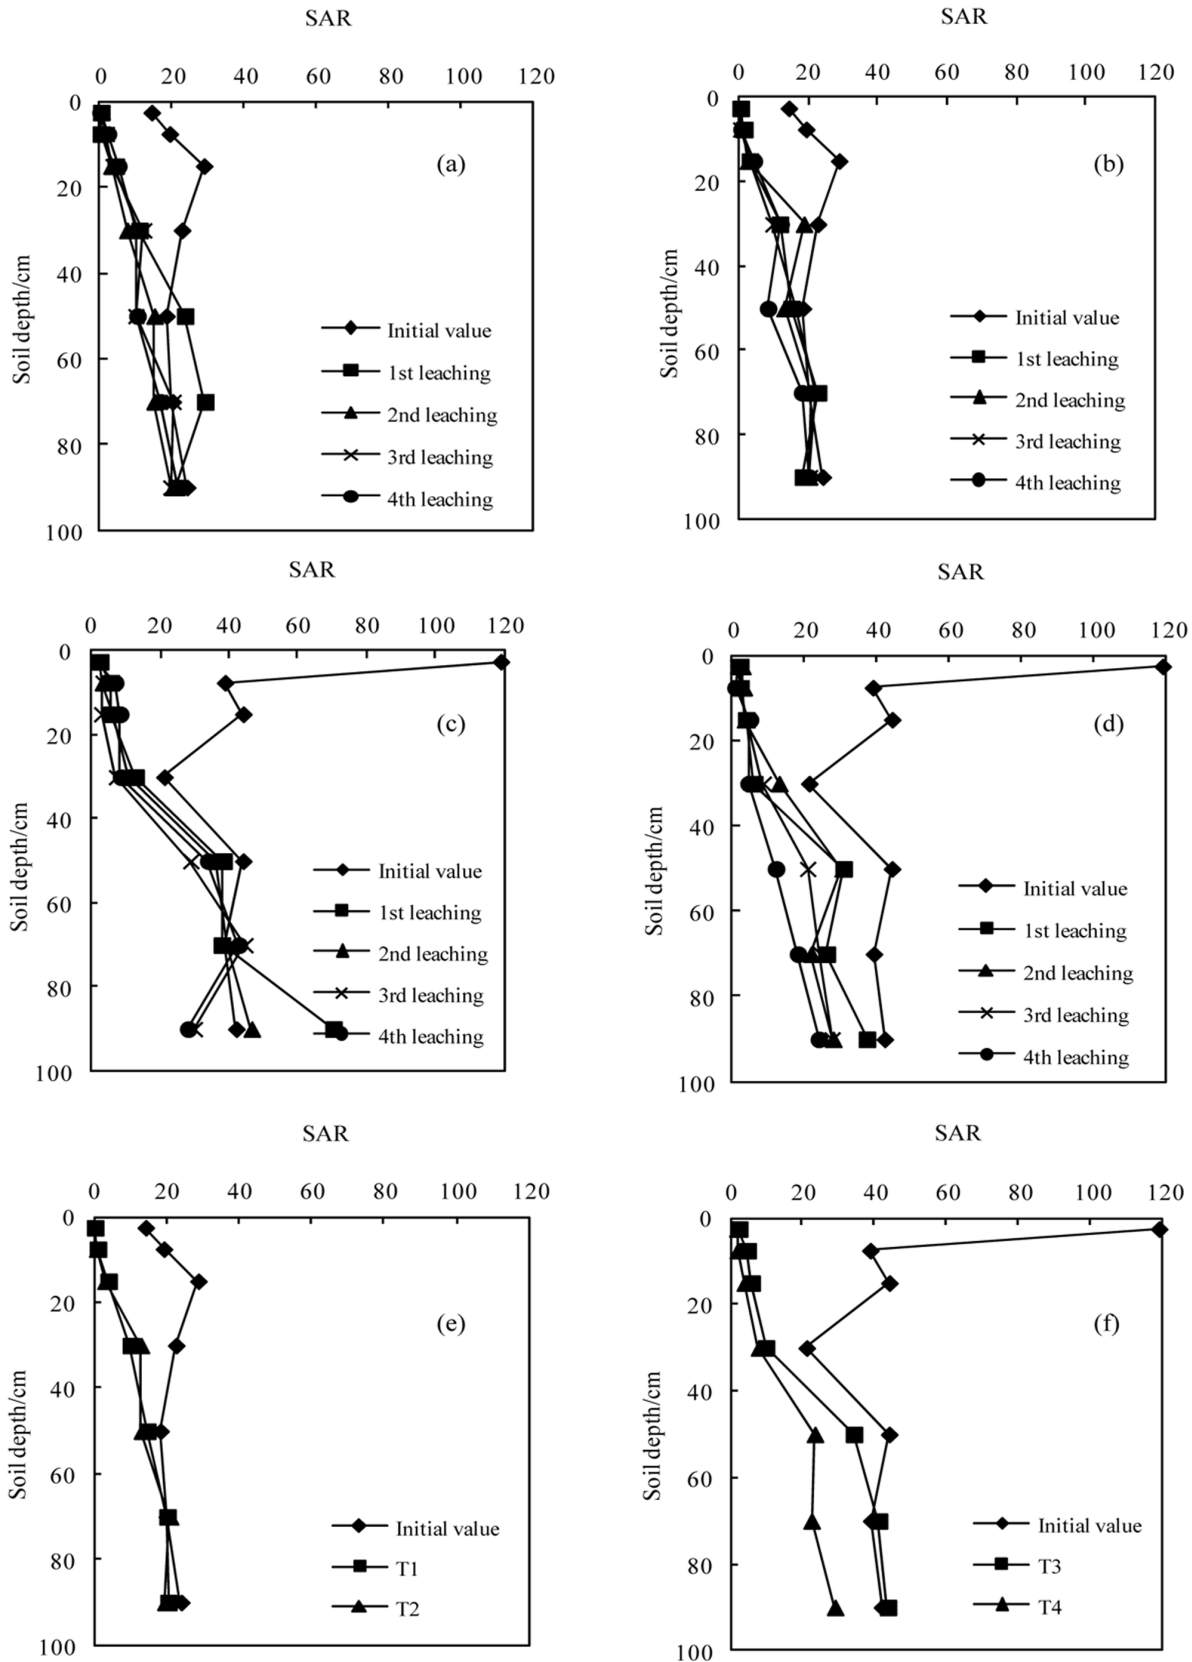 SAR
0 20 40 60 80 100 120
0
20
40
60
80
100
Soil depth/cm
(a)
Initial value
1st leaching
2nd leaching
3rd leaching
4th leaching
SAR
0 20 40 60 80 100 120
0
20
40
60
80
100
Soil depth/cm
(b)
Initial value
1st leaching
2nd leaching
3rd leaching
4th leaching
SAR
0 20 40 60 80 100 120
0
20
40
60
80
100
Soil depth/cm
(c)
Initial value
1st leaching
2nd leaching
3rd leaching
4th leaching
SAR
0 20 40 60 80 100 120
0
20
40
60
80
100
Soil depth/cm
(d)
Initial value
1st leaching
2nd leaching
3rd leaching
4th leaching
SAR
0 20 40 60 80 100 120
0
20
40
60
80
100
Soil depth/cm
(e)
Initial value
T1
T2
SAR
0 20 40 60 80 100 120
0
20
40
60
80
100
Soil depth/cm
(f)
Initial value
T3
T4